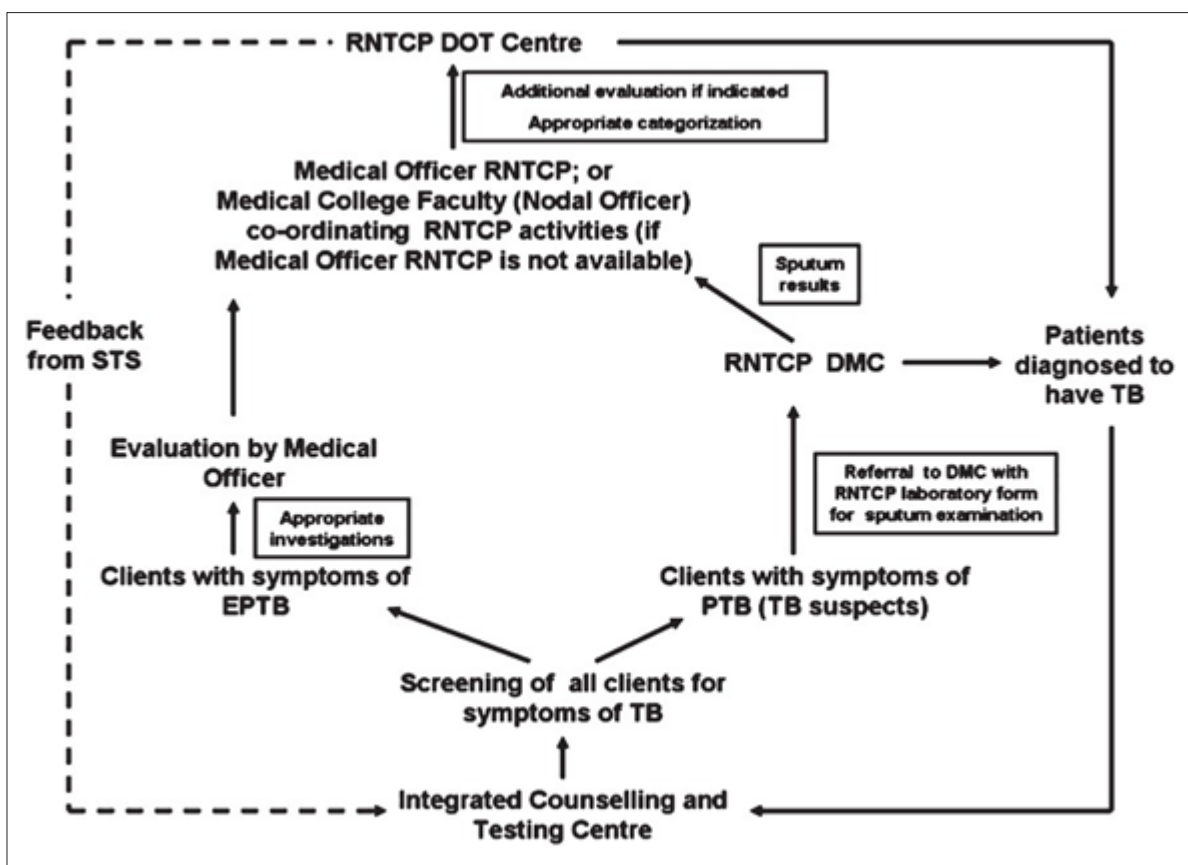 RNTCP DOT Centre
Additional evaluation if indicated
Appropriate categorization
Medical Officer RNTCP; or
Medical College Faculty (Nodal Officer)
co-ordinating RNTCP activities (if
Medical Officer RNTCP is not available)
Sputum
results
Feedback
from STS
RNTCP DMC
Patients
diagnosed to
have TB
Evaluation by Medical
Officer
Referral to DMC with
RNTCP laboratory form
for sputum examination
Appropriate
investigations
Clients with symptoms of
EPTB
Clients with symptoms of
PTB (TB suspects)
Screening of all clients for
symptoms of TB
Integrated Counselling and
Testing Centre